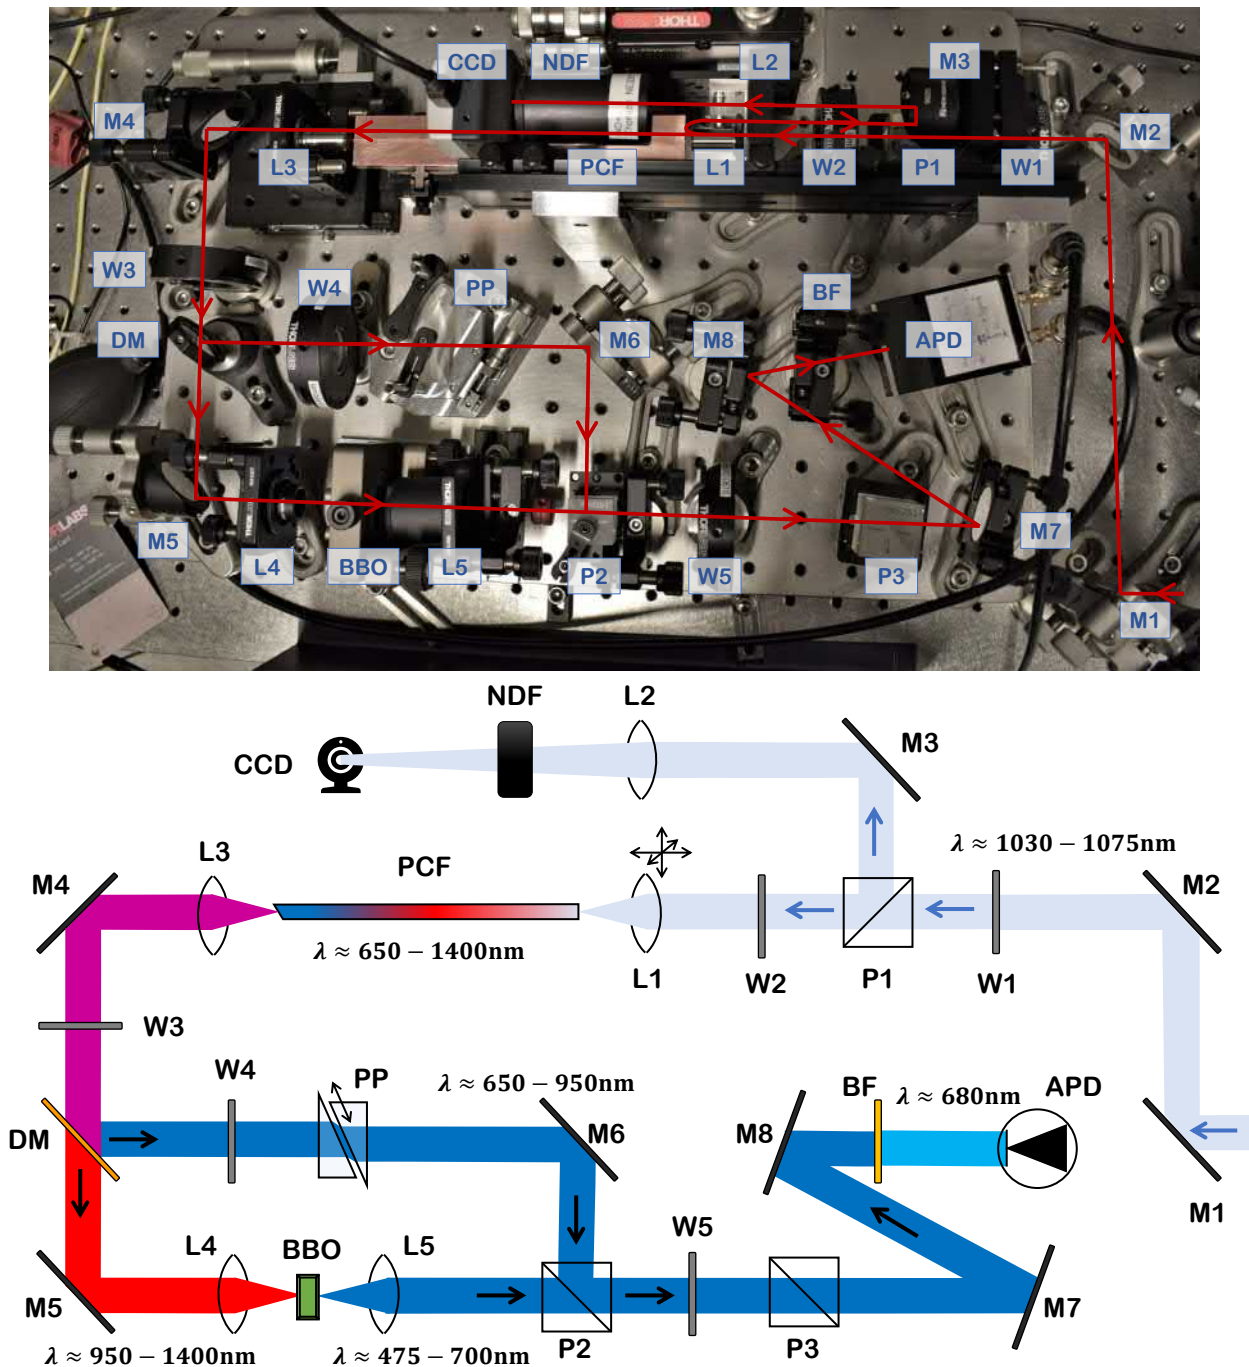 THOR
CCD NDF L2 M3
M4 M2
L3 PCF L1 W2 P1 W1
W3 W4 PP BF
DM M6 M8 APD
M5 L4 BBO L5 P2 W5 P3 M7
M1
NDF L2
CCD M3
λ ≈ 1030 − 1075nm
L3 PCF
M4 M2
λ ≈ 650 − 1400nm
L1 W2 P1 W1
W3
W4 PP λ ≈ 650 − 950nm
BF λ ≈ 680nm APD
DM M6 M8
M1
L4 BBO L5 W5
M5 M7
P2 P3
λ ≈ 950 − 1400nm λ ≈ 475 − 700nm